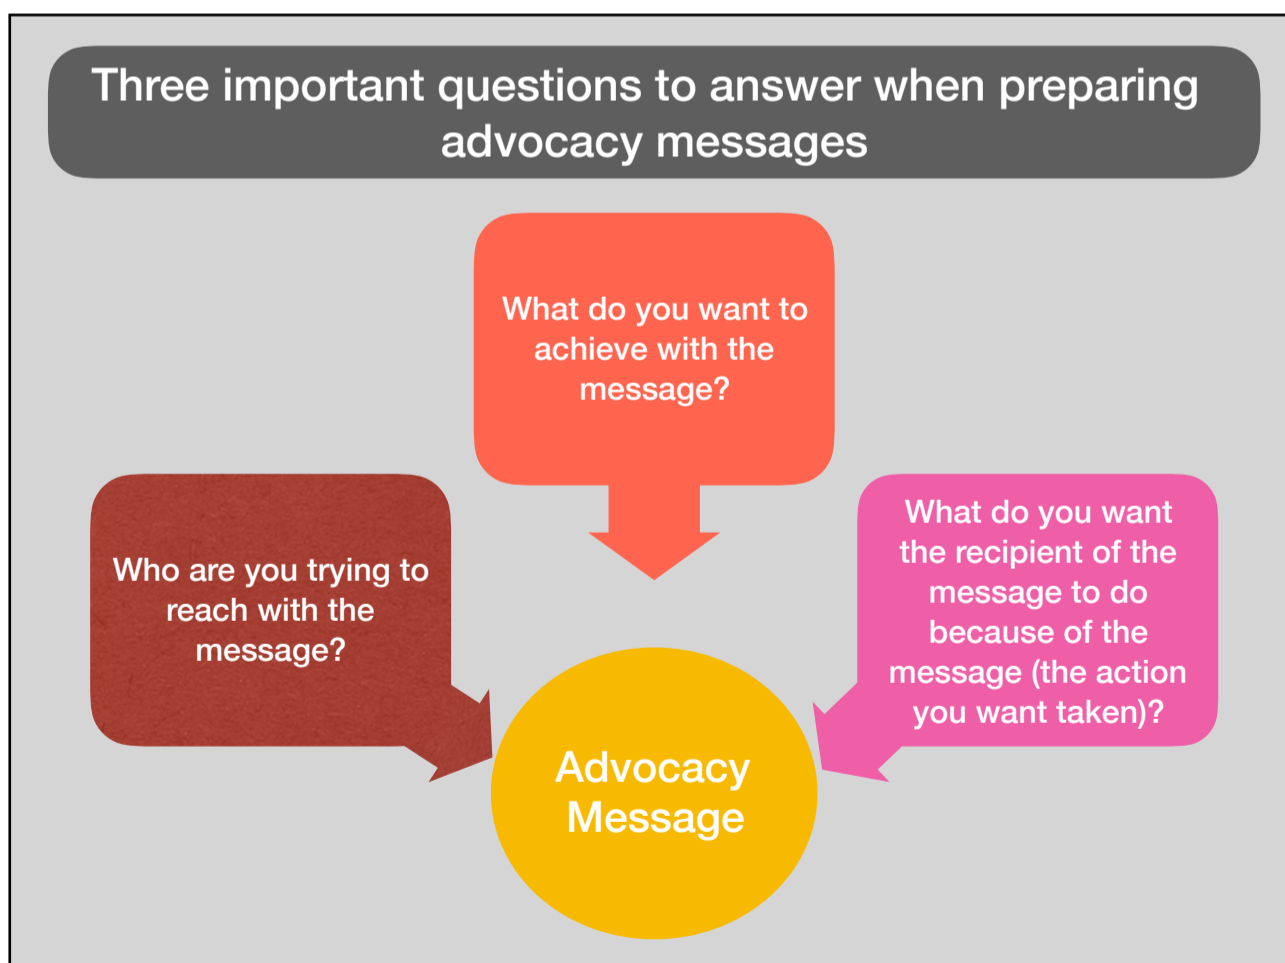 Three important questions to answer when preparing
advocacy messages
What do you want to
achieve with the
message?
Who are you trying to
reach with the
message?
What do you want
the recipient of the
message to do
because of the
message (the action
you want taken)?
Advocacy
Message